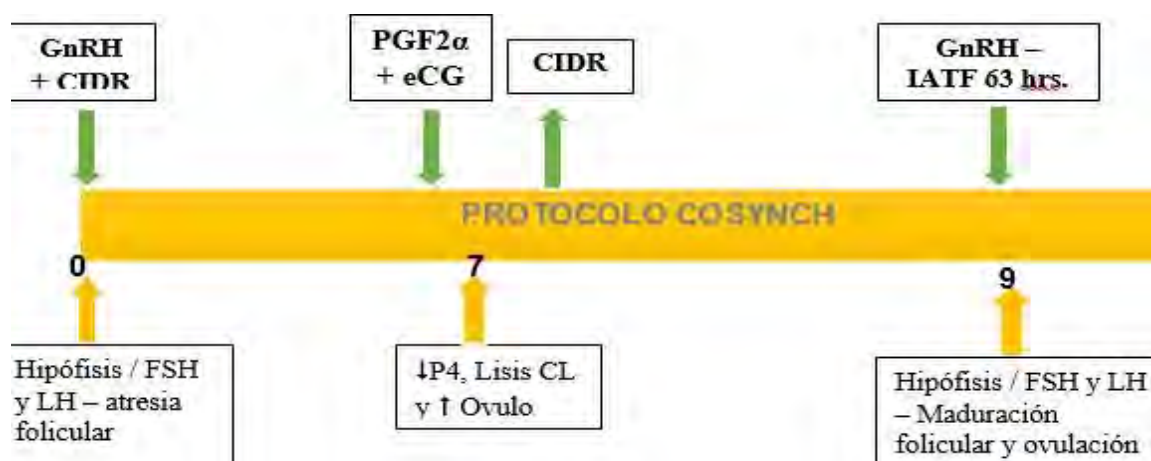 GnRH
+ CIDR
PGF2α
+ eCG
CIDR
GnRH –
IATF 63 hrs.
PROTOCOLO COSYNCH
0
7
9
Hipófisis / FSH
y LH – atresia
folicular
↓P4, Lisis CL
y ↑ Ovulo
Hipófisis / FSH y LH
– Maduración
folicular y ovulación